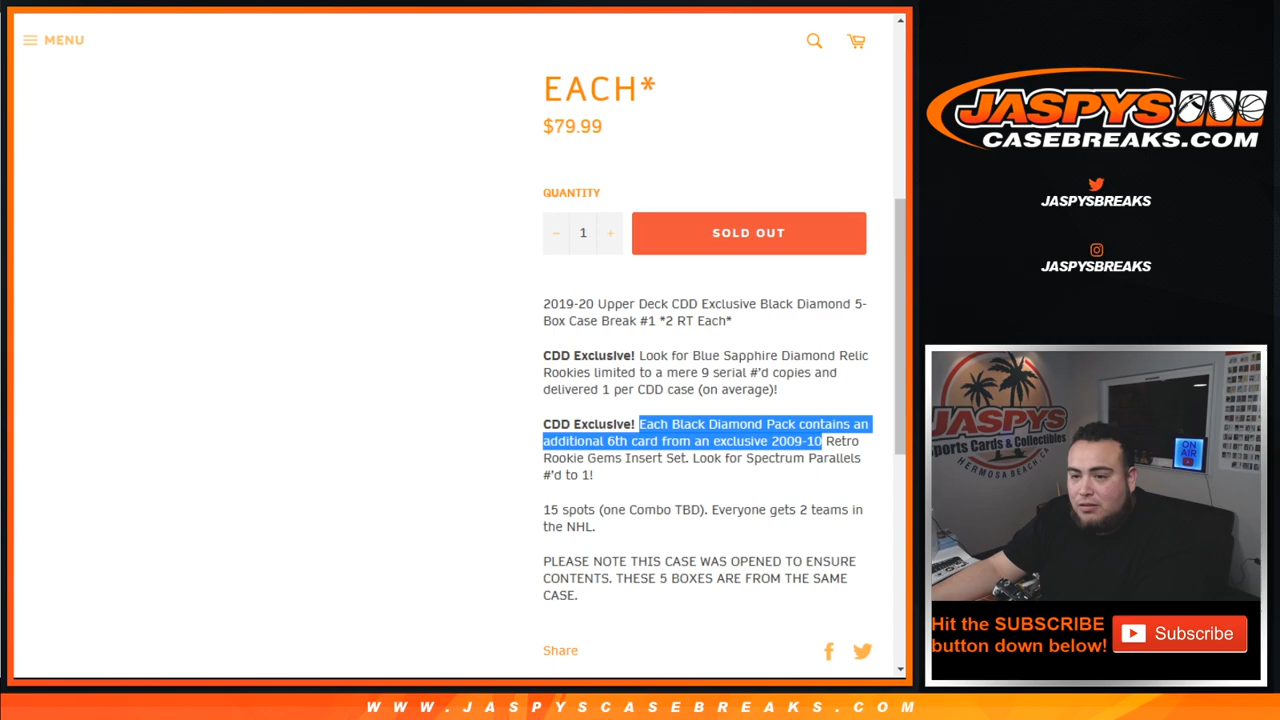 MENU
EACH*
$79.99
QUANTITY
− 1 +
SOLD OUT
2019-20 Upper Deck CDD Exclusive Black Diamond 5-
Box Case Break #1 *2 RT Each*
CDD Exclusive! Look for Blue Sapphire Diamond Relic
Rookies limited to a mere 9 serial #'d copies and
delivered 1 per CDD case (on average)!
CDD Exclusive! Each Black Diamond Pack contains an
additional 6th card from an exclusive 2009-10 Retro
Rookie Gems Insert Set. Look for Spectrum Parallels
#'d to 1!
15 spots (one Combo TBD). Everyone gets 2 teams in
the NHL.
PLEASE NOTE THIS CASE WAS OPENED TO ENSURE
CONTENTS. THESE 5 BOXES ARE FROM THE SAME
CASE.
Share
JASPYS
CASEBREAKS.COM
JASPYSBREAKS
JASPYSBREAKS
JASPYS
Sports Cards & Collectibles
HERMOSA BEACH, CA
ON
AIR
Hit the SUBSCRIBE
button down below!
Subscribe
WWW.JASPYSCASEBREAKS.COM